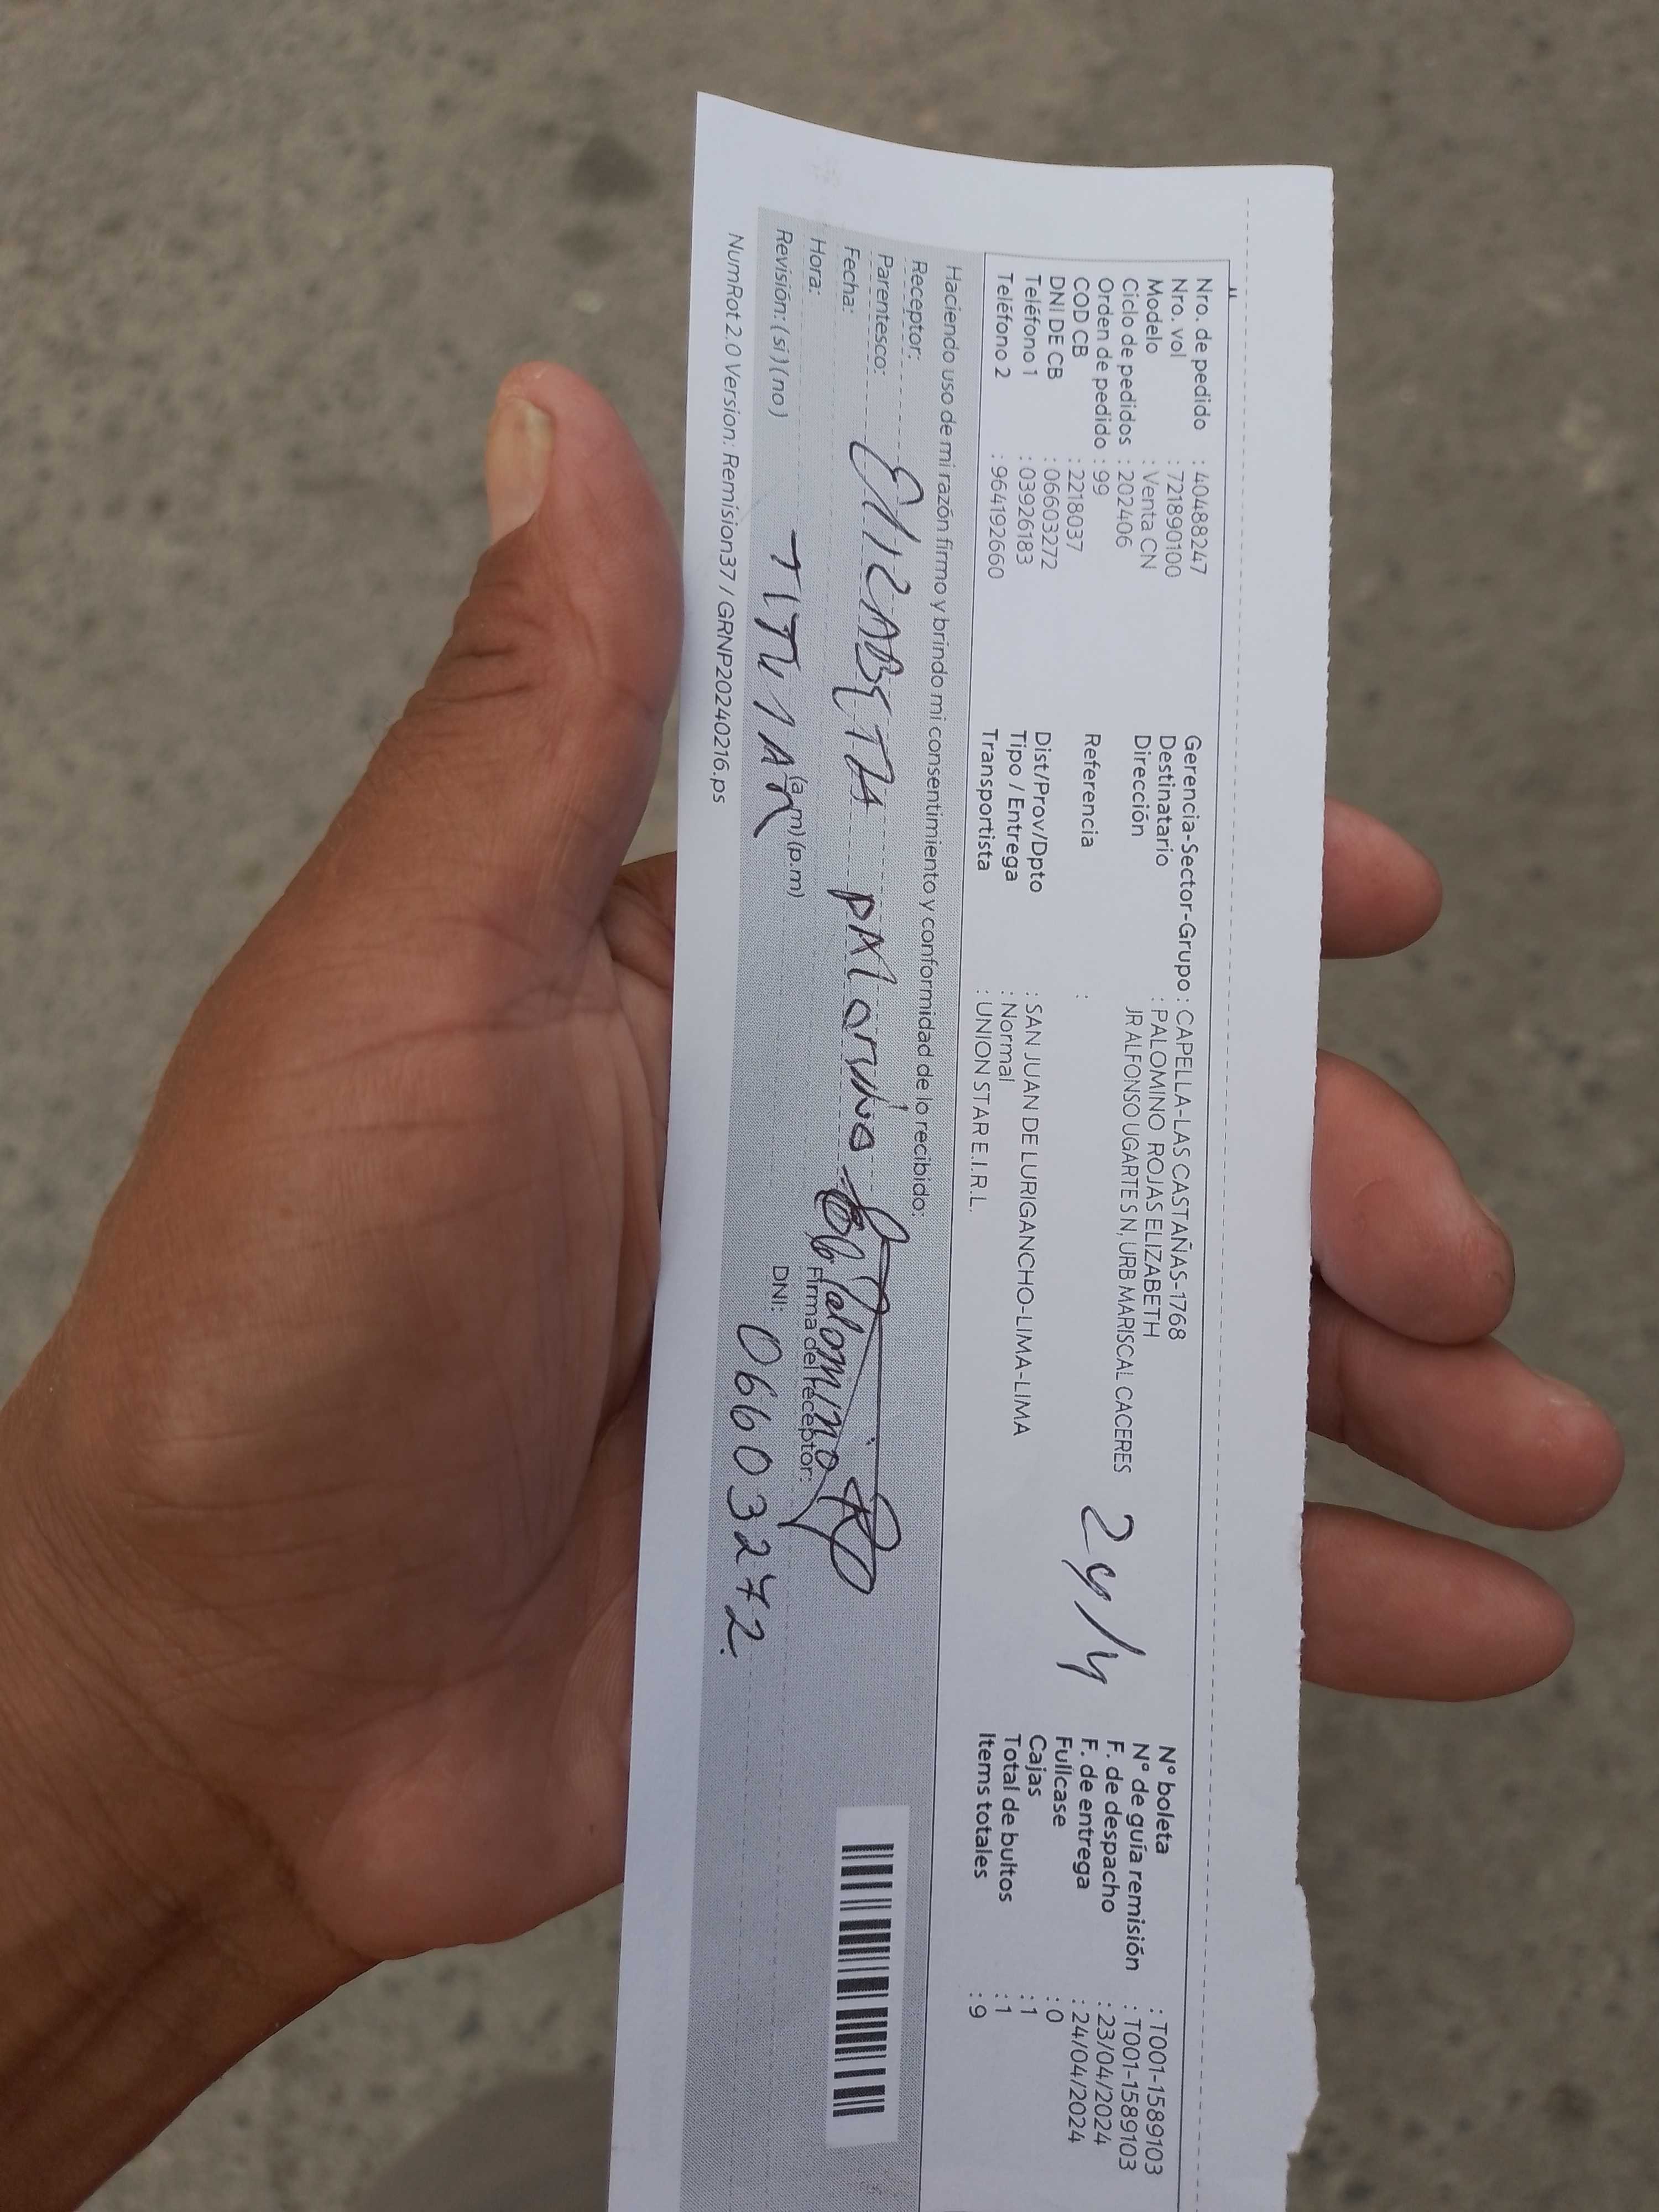 Nro. de pedido : 40488247
Nro. vol : 721890100
Modelo : Venta CN
Ciclo de pedidos : 202406
Orden de pedido : 99
COD CB : 2218037
DNI DE CB : 06603272
Teléfono 1 : 03926183
Teléfono 2 : 964192660
Gerencia-Sector-Grupo : CAPELLA-LAS CASTAÑAS-1768
Destinatario : PALOMINO ROJAS ELIZABETH
Dirección JR ALFONSO UGARTE S N, URB MARISCAL CACERES
Referencia :
Dist/Prov/Dpto : SAN JUAN DE LURIGANCHO-LIMA-LIMA
Tipo / Entrega : Normal
Transportista : UNION STAR E.I.R.L.
24/4
N° boleta : T001-1589103
N° de guía remisión : T001-1589103
F. de despacho : 23/04/2024
F. de entrega : 24/04/2024
Fullcase : 0
Cajas : 1
Total de bultos : 1
Items totales : 9
Haciendo uso de mi razón firmo y brindo mi consentimiento y conformidad de lo recibido:
Receptor:
Parentesco: ElizABETH pAlomino
Fecha:
Hora: (a.m) (p.m)
TITUlAR
Palomino R
Firma del receptor:
Revisión: (si) (no)
DNI: 06603272
NumRot 2.0 Version: Remision37 / GRNP20240216.ps